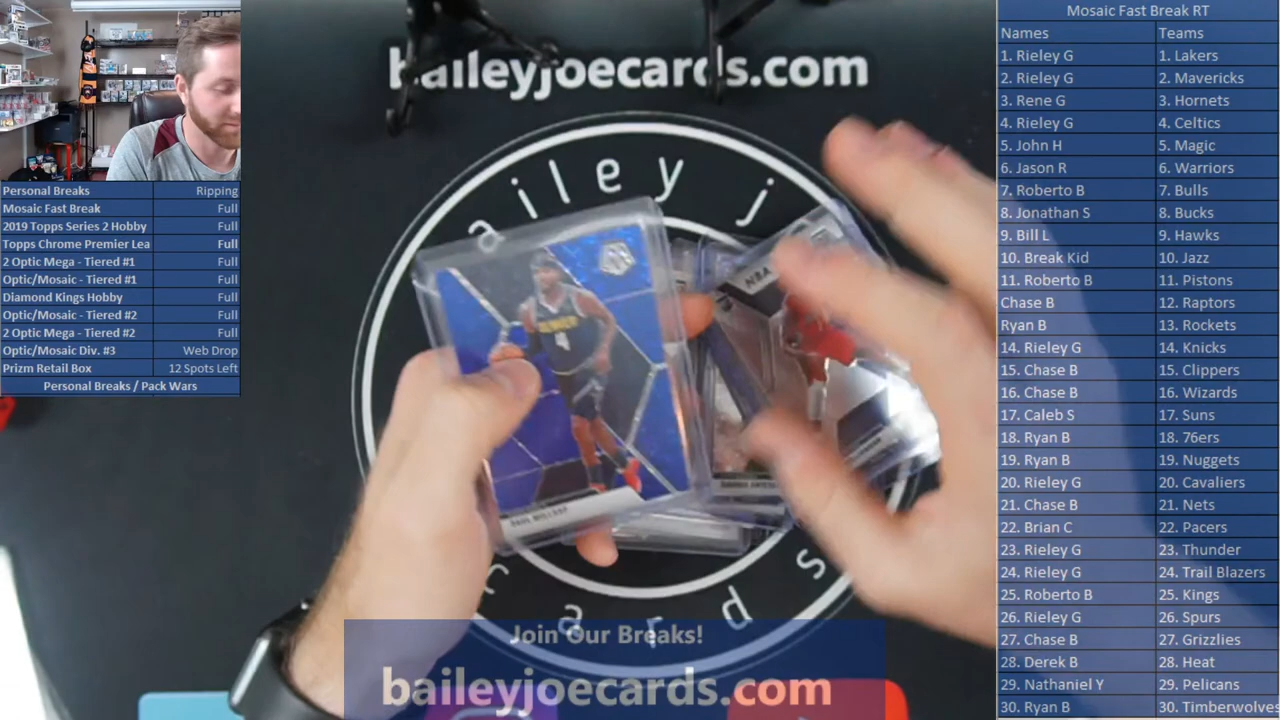 Personal Breaks Ripping
Mosaic Fast Break Full
2019 Topps Series 2 Hobby Full
Topps Chrome Premier Lea Full
2 Optic Mega - Tiered #1 Full
Optic/Mosaic - Tiered #1 Full
Diamond Kings Hobby Full
Optic/Mosaic - Tiered #2 Full
2 Optic Mega - Tiered #2 Full
Optic/Mosaic Div. #3 Web Drop
Prizm Retail Box 12 Spots Left
Personal Breaks / Pack Wars
baileyjoecards.com
ailey j
cards
NBA
4
Join Our Breaks!
baileyjoecards.com
Mosaic Fast Break RT
Names Teams
1. Rieley G 1. Lakers
2. Rieley G 2. Mavericks
3. Rene G 3. Hornets
4. Rieley G 4. Celtics
5. John H 5. Magic
6. Jason R 6. Warriors
7. Roberto B 7. Bulls
8. Jonathan S 8. Bucks
9. Bill L 9. Hawks
10. Break Kid 10. Jazz
11. Roberto B 11. Pistons
Chase B 12. Raptors
Ryan B 13. Rockets
14. Rieley G 14. Knicks
15. Chase B 15. Clippers
16. Chase B 16. Wizards
17. Caleb S 17. Suns
18. Ryan B 18. 76ers
19. Ryan B 19. Nuggets
20. Rieley G 20. Cavaliers
21. Chase B 21. Nets
22. Brian C 22. Pacers
23. Rieley G 23. Thunder
24. Rieley G 24. Trail Blazers
25. Roberto B 25. Kings
26. Rieley G 26. Spurs
27. Chase B 27. Grizzlies
28. Derek B 28. Heat
29. Nathaniel Y 29. Pelicans
30. Ryan B 30. Timberwolves